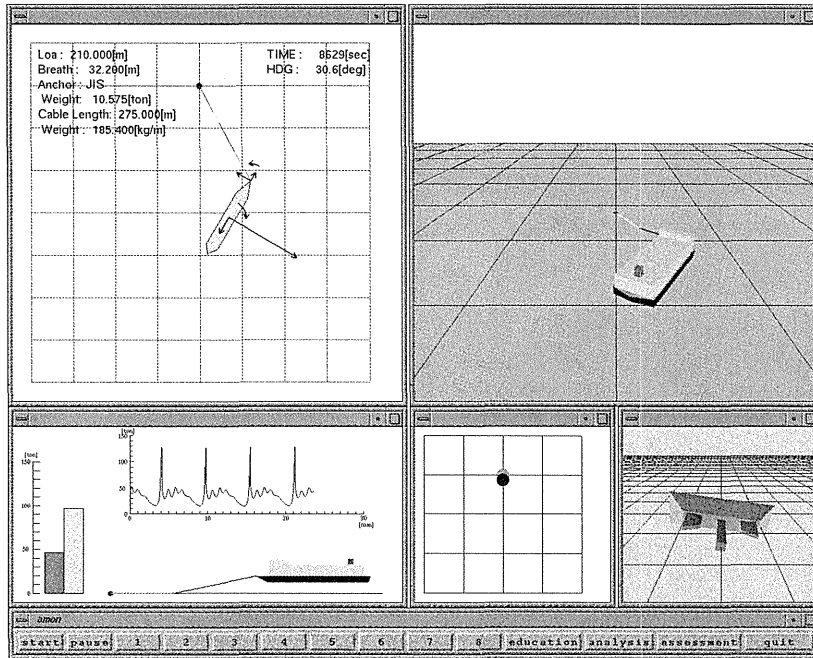 Loa : 210.000[m]
TIME : 8629[sec]
Breath : 32.200[m]
HDG : 30.6[deg]
Anchor : JIS
Weight: 10.575[ton]
Cable Length: 275.000[m]
Weight : 185.400[kg/m]
[ton]
150
100
50
0
[ton]
150
100
50
0
0
10
20
30
[min]
amon
start pause 1 2 3 4 5 6 7 8 education analysis assessment quit